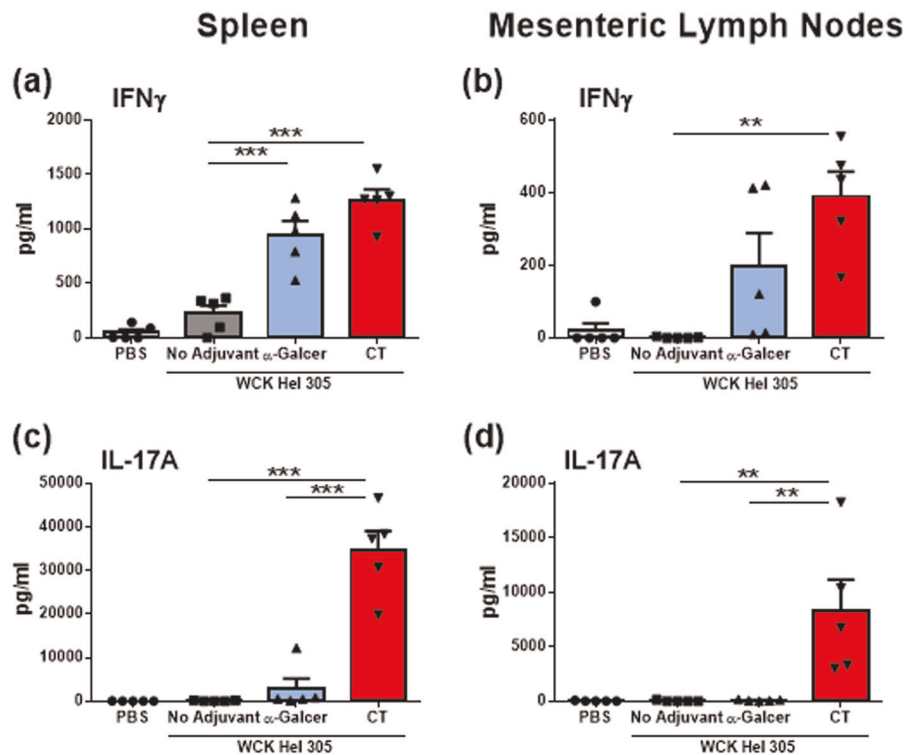 Spleen
Mesenteric Lymph Nodes
(a)
IFNγ
2000
1500
1000
500
0
pg/ml
***
***
PBS
No Adjuvant
α-Galcer
CT
WCK Hel 305
(b)
IFNγ
600
400
200
0
pg/ml
**
PBS
No Adjuvant
α-Galcer
CT
WCK Hel 305
(c)
IL-17A
50000
40000
30000
20000
10000
0
pg/ml
***
***
PBS
No Adjuvant
α-Galcer
CT
WCK Hel 305
(d)
IL-17A
20000
15000
10000
5000
0
pg/ml
**
**
PBS
No Adjuvant
α-Galcer
CT
WCK Hel 305